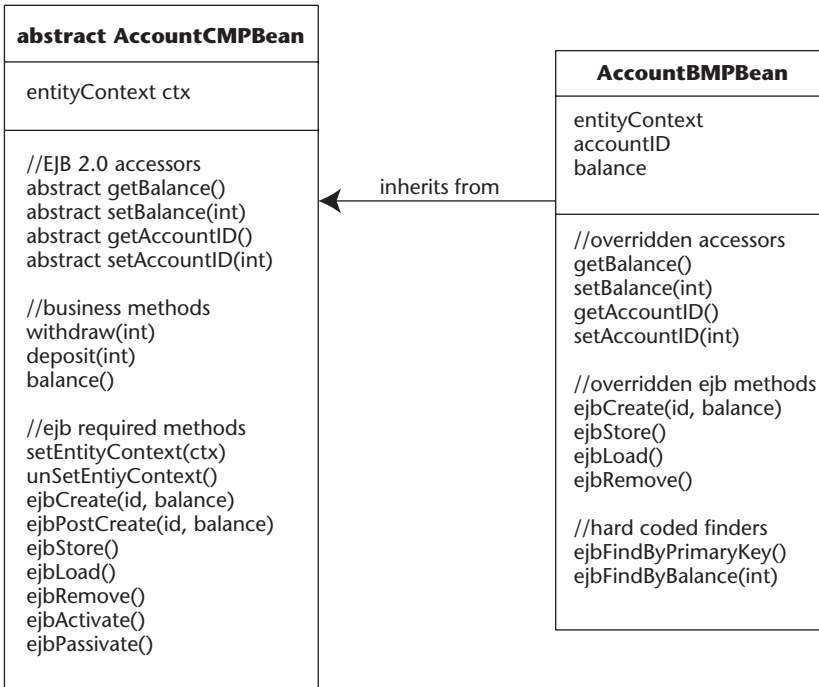 abstract AccountCMPBean
entityContext ctx
//EJB 2.0 accessors
abstract getBalance()
abstract setBalance(int)
abstract getAccountID()
abstract setAccountID(int)
//business methods
withdraw(int)
deposit(int)
balance()
//ejb required methods
setEntityContext(ctx)
unSetEntiyContext()
ejbCreate(id, balance)
ejbPostCreate(id, balance)
ejbStore()
ejbLoad()
ejbRemove()
ejbActivate()
ejbPassivate()
inherits from
AccountBMPBean
entityContext
accountID
balance
//overridden accessors
getBalance()
setBalance(int)
getAccountID()
setAccountID(int)
//overridden ejb methods
ejbCreate(id, balance)
ejbStore()
ejbLoad()
ejbRemove()
//hard coded finders
ejbFindByPrimaryKey()
ejbFindByBalance(int)